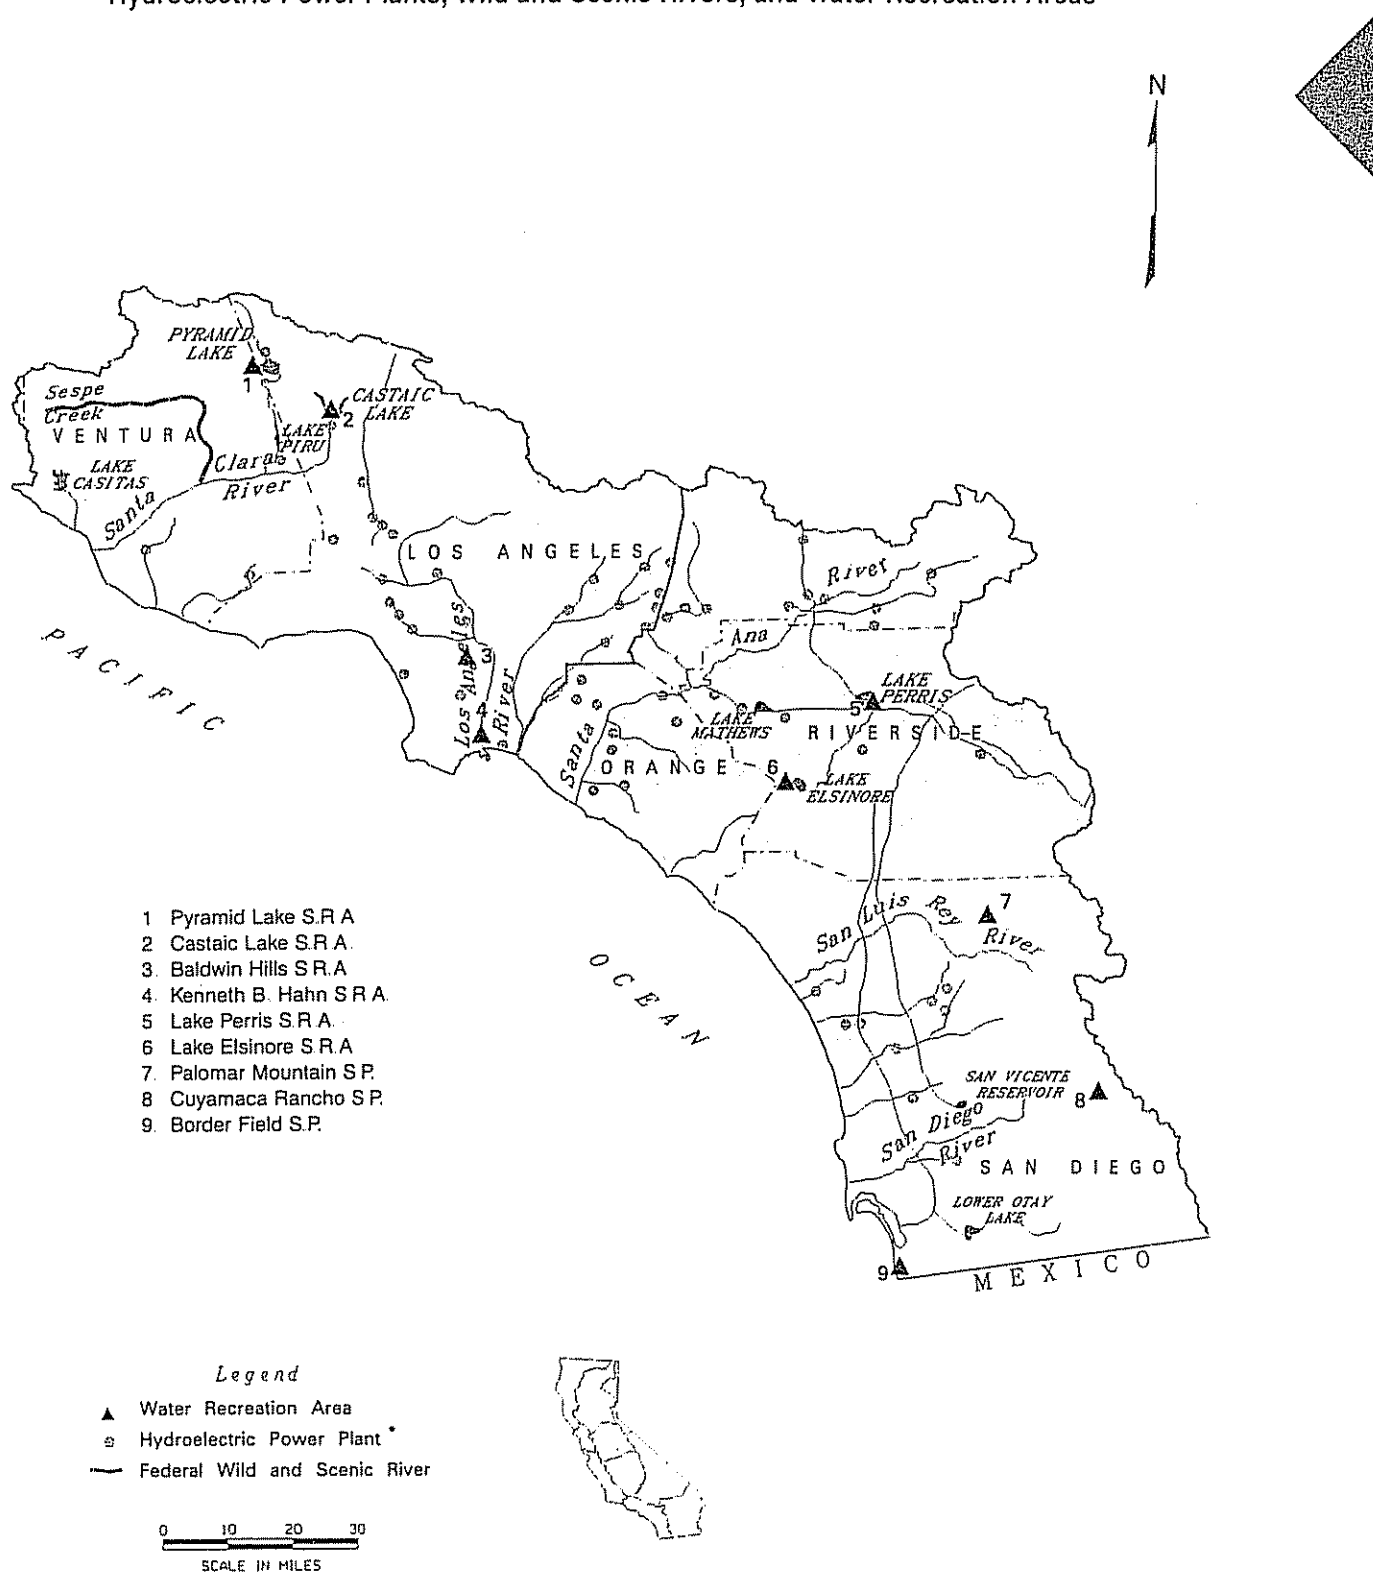 Hydroelectric Power Plants, Wild and Scenic Rivers, and Water Recreation Areas
N
PYRAMID
LAKE
1
Sespe
Creek
VENTURA
CASTAIC
LAKE
2
LAKE
PIRU
LAKE
CASITAS
Santa
Clara
River
LOS ANGELES
Los Angeles
River
3
4
PACIFIC
River
Ana
Santa
LAKE
PERRIS
5
LAKE
MATHEWS
RIVERSIDE
ORANGE
6
LAKE
ELSINORE
7
San Luis Rey
River
OCEAN
1 Pyramid Lake S.R A
2 Castaic Lake S.R.A.
3. Baldwin Hills S R.A
4. Kenneth B. Hahn S R A.
5 Lake Perris S.R.A.
6 Lake Elsinore S.R.A
7. Palomar Mountain S P.
8 Cuyamaca Rancho S P.
9. Border Field S.P.
SAN VICENTE
RESERVOIR
8
San Diego
River
SAN DIEGO
LOWER OTAY
LAKE
9
MEXICO
Legend
Water Recreation Area
Hydroelectric Power Plant *
Federal Wild and Scenic River
0 10 20 30
SCALE IN MILES